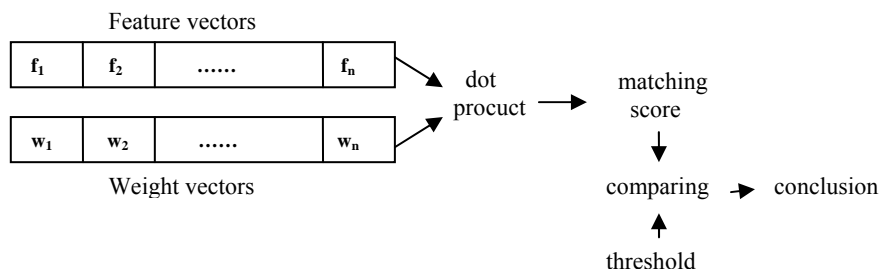 Feature vectors
f₁ f₂ …… fₙ
dot
procuct
matching
score
w₁ w₂ …… wₙ
Weight vectors
comparing
conclusion
threshold